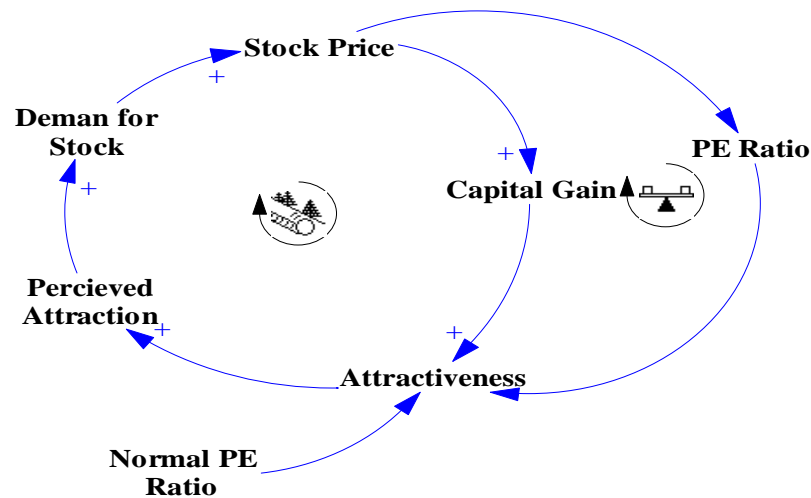 Stock Price
+
Deman for
Stock
+
PE Ratio
+
Capital Gain
Percieved
Attraction
+
+
Attractiveness
Normal PE
Ratio